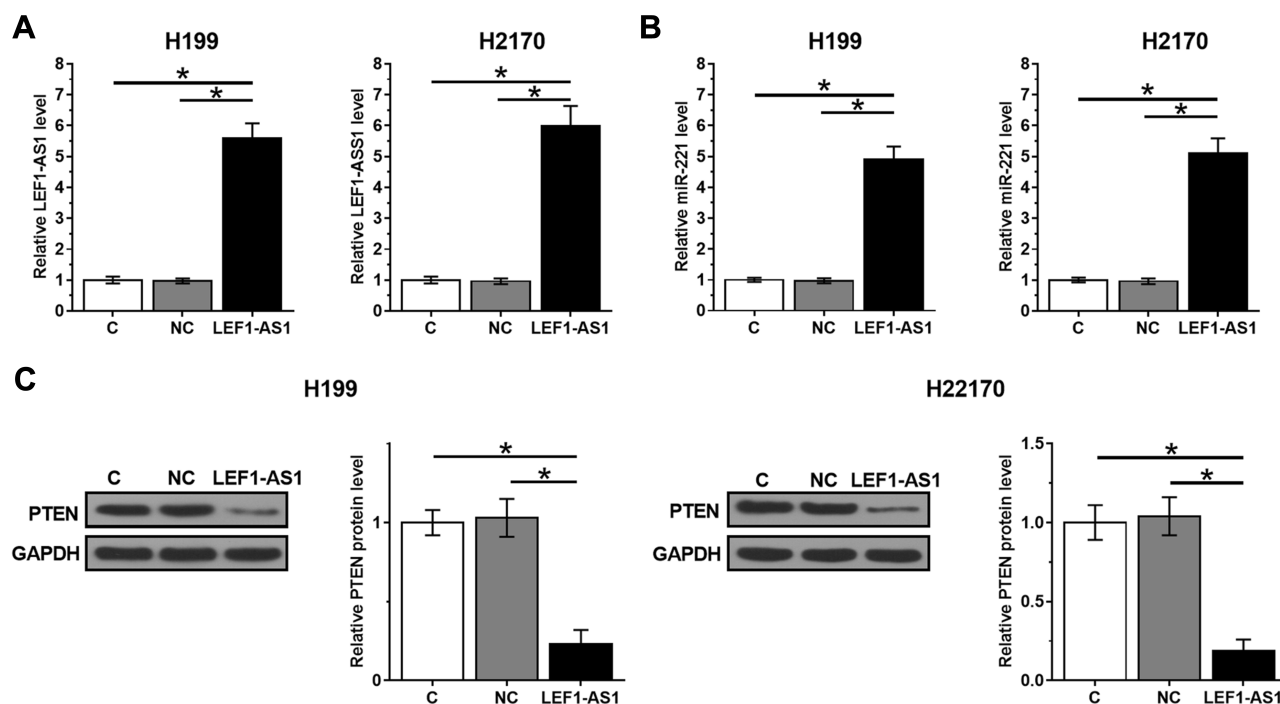 A
B
H199
H2170
H199
H2170
Relative LEF1-AS1 level
8
7
6
5
4
3
2
1
0
*
*
C NC LEF1-AS1
Relative LEF1-ASS1 level
8
7
6
5
4
3
2
1
0
*
*
C NC LEF1-AS1
Relative miR-221 level
8
7
6
5
4
3
2
1
0
*
*
C NC LEF1-AS1
Relative miR-221 level
8
7
6
5
4
3
2
1
0
*
*
C NC LEF1-AS1
C
H199
H22170
C NC LEF1-AS1
PTEN
GAPDH
Relative PTEN protein level
1
0
*
*
C NC LEF1-AS1
C NC LEF1-AS1
PTEN
GAPDH
Relative PTEN protein level
1.5
1.0
0.5
0.0
*
*
C NC LEF1-AS1